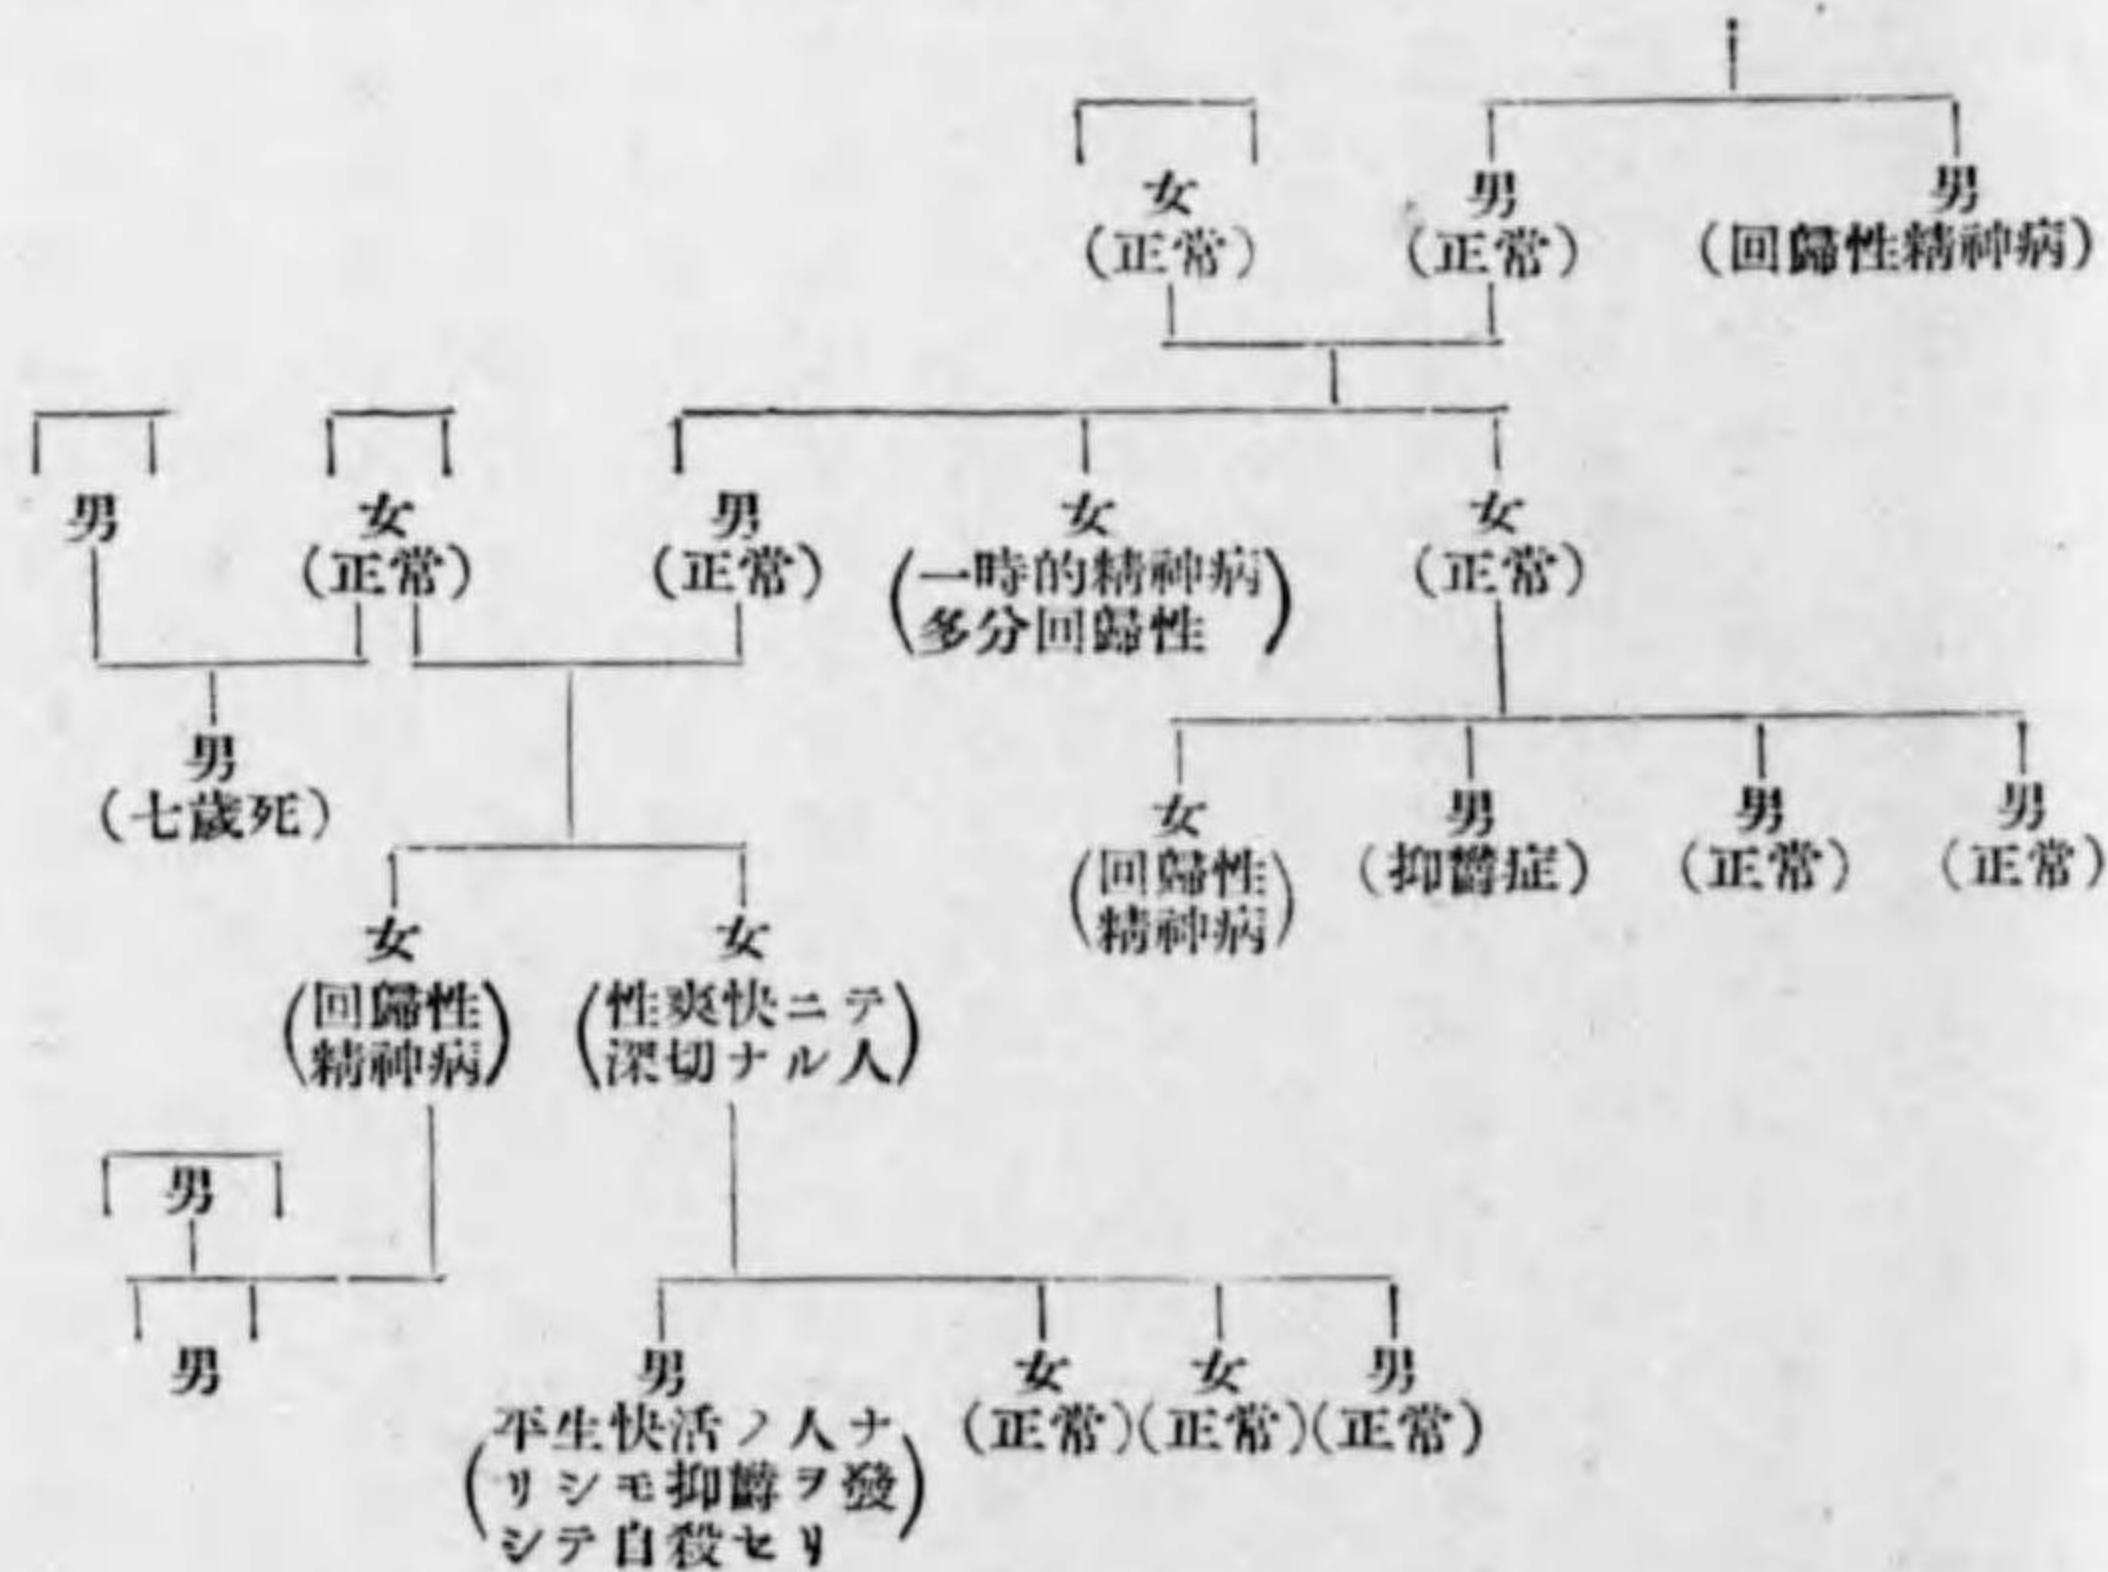 女
(正常)
男
(正常)
男
(回歸性精神病)
男
女
(正常)
男
(正常)
女
(一時的精神病
多分回歸性)
女
(正常)
男
(七歲死)
女
(回歸性
精神病)
男
(抑鬱症)
男
(正常)
男
(正常)
女
(回歸性
精神病)
女
(性爽快ニテ
深切ナル人)
男
男
男
(平生快活ノ人ナ
リシモ抑鬱ヲ發
シテ自殺セリ)
女
(正常)
女
(正常)
男
(正常)